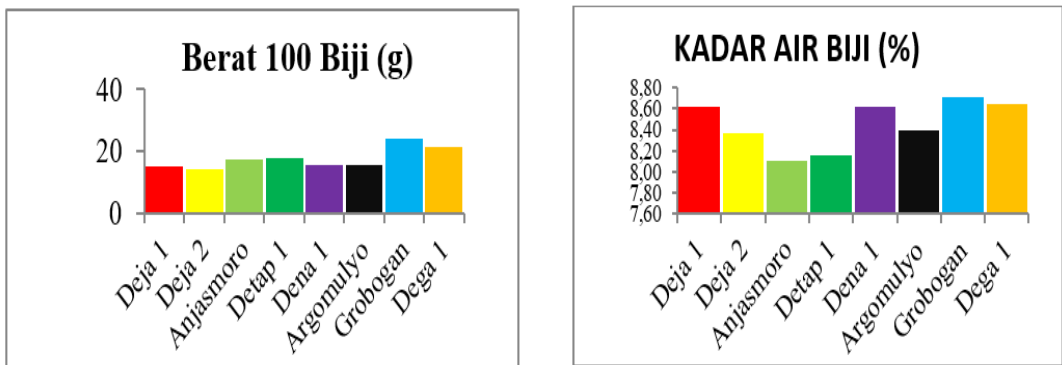 Berat 100 Biji (g)
40
20
0
Deja 1
Deja 2
Anjasmoro
Detap 1
Dena 1
Argomulyo
Grobogan
Dega 1
KADAR AIR BIJI (%)
8,80
8,60
8,40
8,20
8,00
7,80
7,60
Deja 1
Deja 2
Anjasmoro
Detap 1
Dena 1
Argomulyo
Grobogan
Dega 1